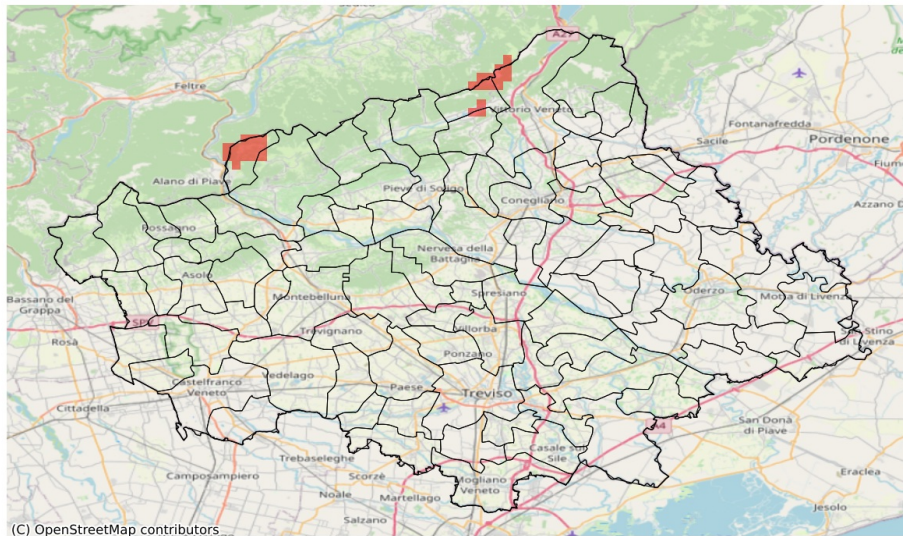 A27
Feltre
Vittorio Veneto
Fontanafredda
Pordenone
Sacile
Alano di Piave
Pieve di Soligo
Conegliano
Azzano D
Possagno
Nervesa della
Battaglia
Asolo
Bassano del
Grappa
Montebelluna
Spresiano
Oderzo
Motta di Livenza
Rosà
Trevignano
Villorba
di Livenza
Ponzano
Vedelago
Castelfranco
Veneto
Paese
Treviso
Cittadella
San Donà
di Piave
A4
Trebaseleghe
Casale sul
Sile
Camposampiero
Scorzè
Mogliano
Veneto
Eraclea
Noale
Martellago
Jesolo
Salzano
(C) OpenStreetMap contributors